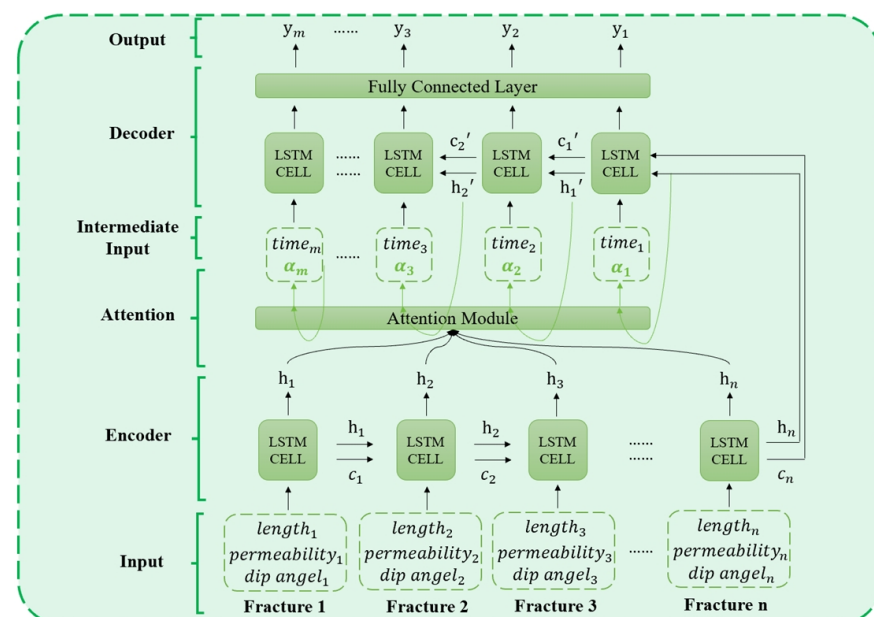 Output
y_m ...... y_3 y_2 y_1
Fully Connected Layer
Decoder
LSTM CELL ...... ...... LSTM CELL c_2′ h_2′ LSTM CELL c_1′ h_1′ LSTM CELL
Intermediate
Input
time_m ...... time_3 time_2 time_1
α_m α_3 α_2 α_1
Attention
Attention Module
h_1 h_2 h_3 h_n
Encoder
LSTM CELL h_1 c_1 LSTM CELL h_2 c_2 LSTM CELL ...... ...... LSTM CELL h_n c_n
Input
length_1 length_2 length_3 length_n
permeability_1 permeability_2 permeability_3 ...... permeability_n
dip angel_1 dip angel_2 dip angel_3 dip angel_n
Fracture 1 Fracture 2 Fracture 3 Fracture n